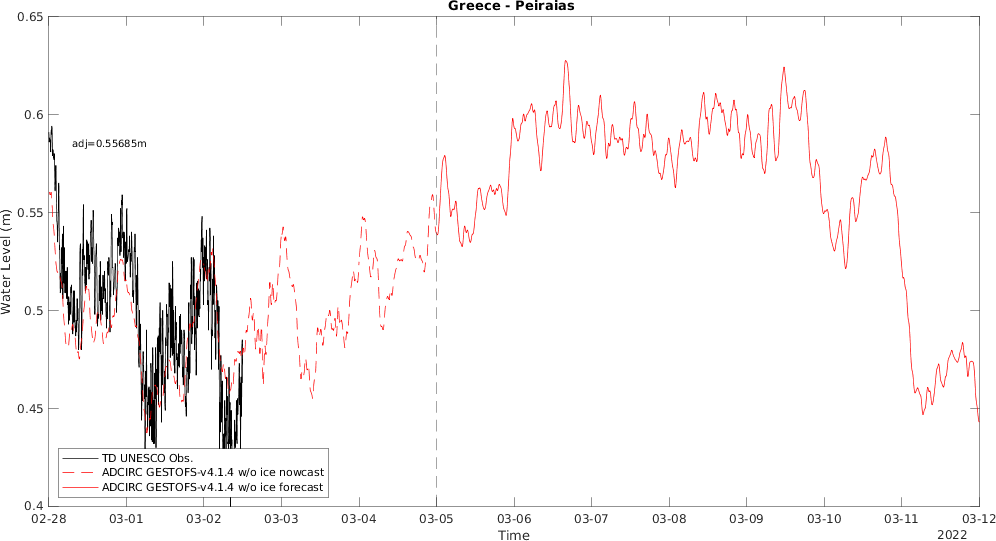 Greece - Peiraias
0.65
0.6
0.55
0.5
0.45
0.4
Water Level (m)
adj=0.55685m
TD UNESCO Obs.
ADCIRC GESTOFS-v4.1.4 w/o ice nowcast
ADCIRC GESTOFS-v4.1.4 w/o ice forecast
02-28 03-01 03-02 03-03 03-04 03-05 03-06 03-07 03-08 03-09 03-10 03-11 03-12
Time
2022